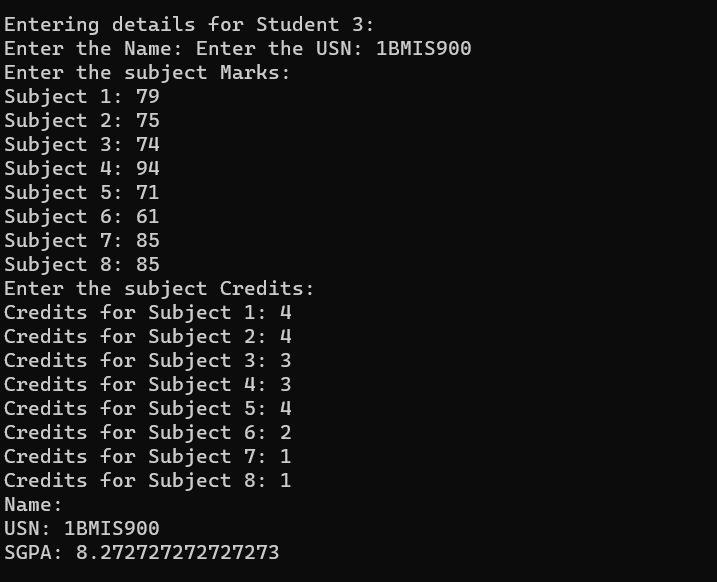 Entering details for Student 3:
Enter the Name: Enter the USN: 1BMIS900
Enter the subject Marks:
Subject 1: 79
Subject 2: 75
Subject 3: 74
Subject 4: 94
Subject 5: 71
Subject 6: 61
Subject 7: 85
Subject 8: 85
Enter the subject Credits:
Credits for Subject 1: 4
Credits for Subject 2: 4
Credits for Subject 3: 3
Credits for Subject 4: 3
Credits for Subject 5: 4
Credits for Subject 6: 2
Credits for Subject 7: 1
Credits for Subject 8: 1
Name:
USN: 1BMIS900
SGPA: 8.272727272727273